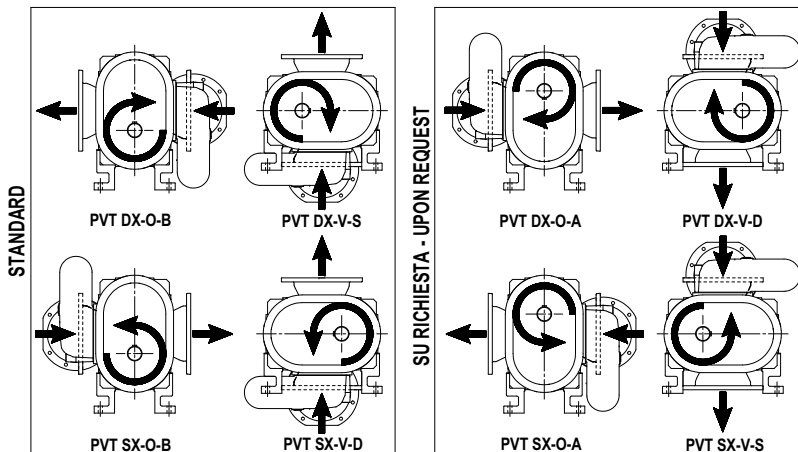 STANDARD
PVT DX-O-B
PVT DX-V-S
PVT SX-O-B
PVT SX-V-D
SU RICHIESTA - UPON REQUEST
PVT DX-O-A
PVT DX-V-D
PVT SX-O-A
PVT SX-V-S